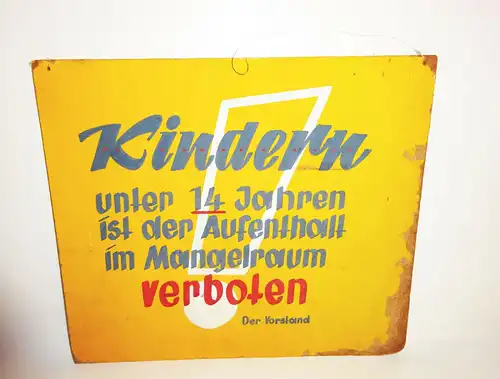 Kindern
unter 14 Jahren
ist der Aufenthalt
im Mangelraum
verboten
Der Vorstand